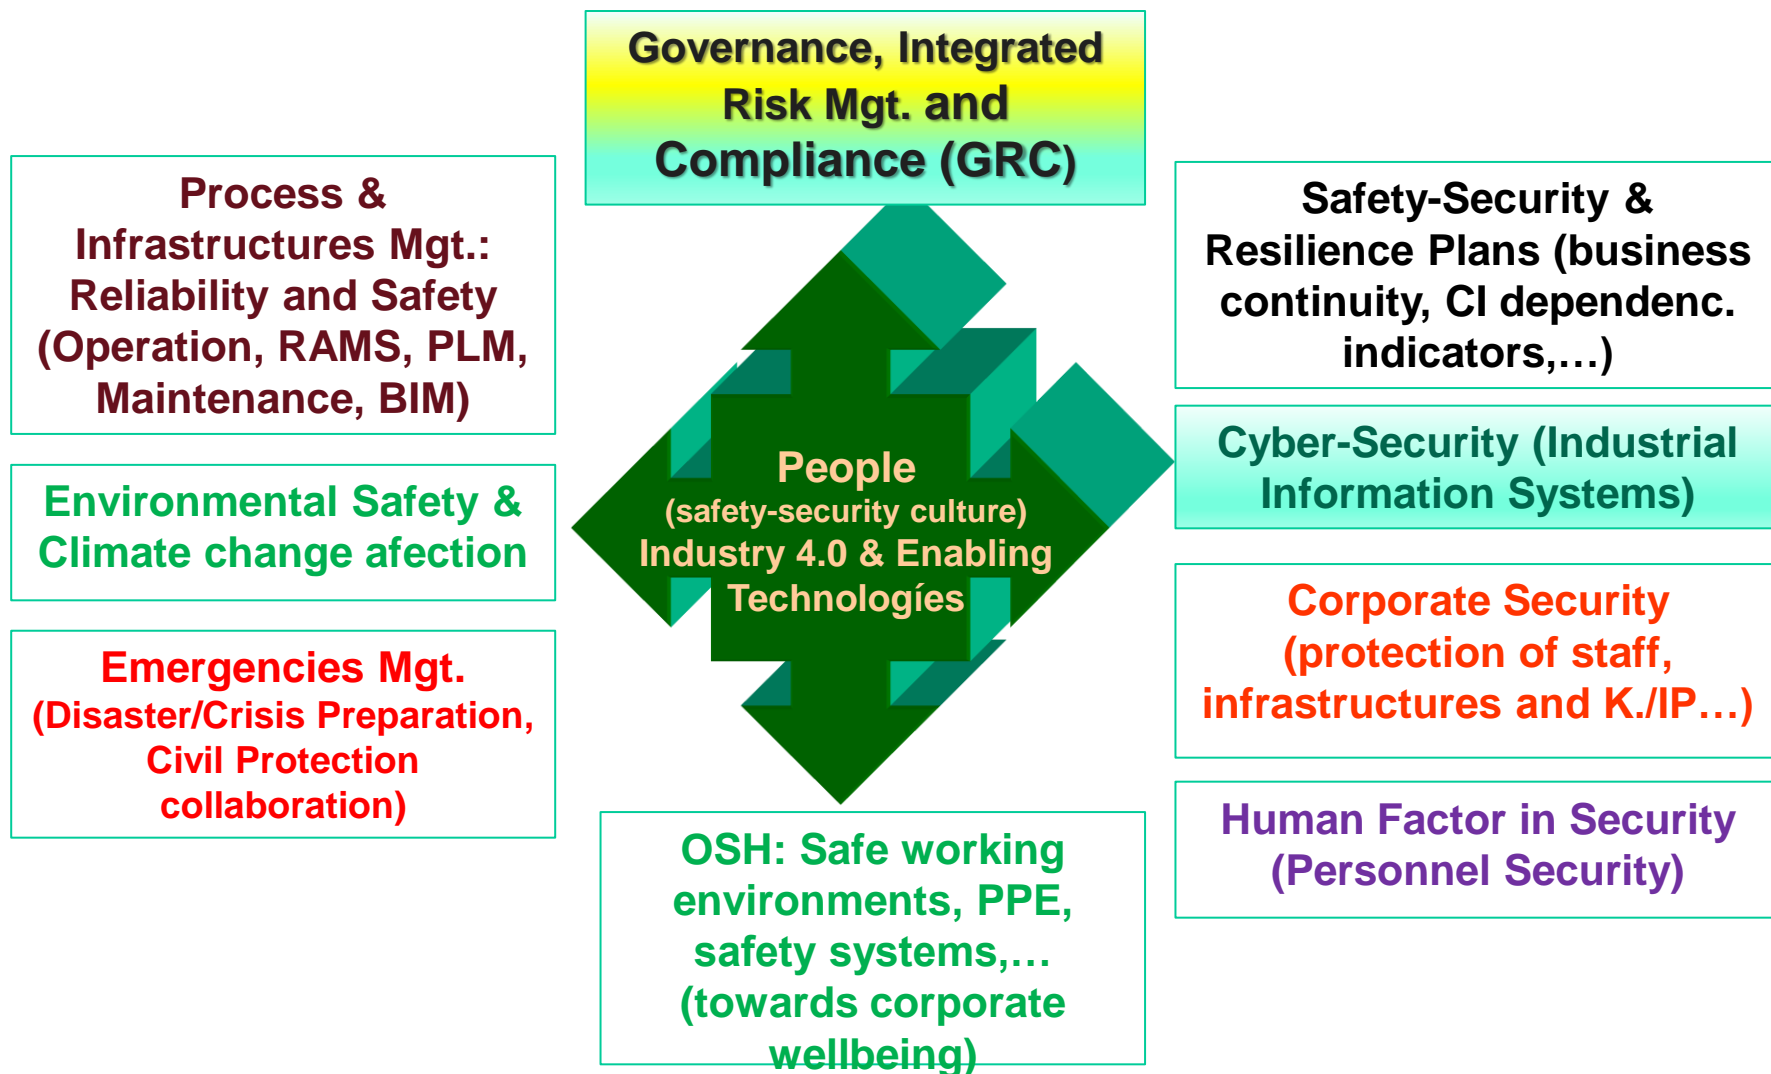 Governance, Integrated
Risk Mgt. and
Compliance (GRC)
Process &
Infrastructures Mgt.:
Reliability and Safety
(Operation, RAMS, PLM,
Maintenance, BIM)
Environmental Safety &
Climate change afection
Emergencies Mgt.
(Disaster/Crisis Preparation,
Civil Protection
collaboration)
People
(safety-security culture)
Industry 4.0 & Enabling
Technologíes
OSH: Safe working
environments, PPE,
safety systems,…
(towards corporate
wellbeing)
Safety-Security &
Resilience Plans (business
continuity, CI dependenc.
indicators,…)
Cyber-Security (Industrial
Information Systems)
Corporate Security
(protection of staff,
infrastructures and K./IP…)
Human Factor in Security
(Personnel Security)